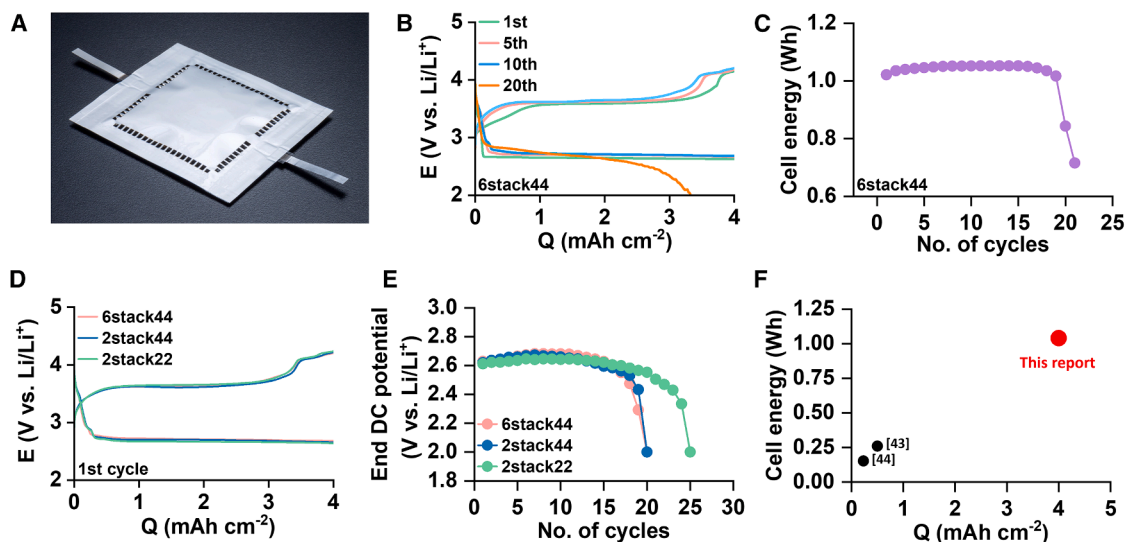 A
B
E (V vs. Li/Li⁺)
5
4
3
2
1st
5th
10th
20th
6stack44
0
1
2
3
4
Q (mAh cm⁻²)
C
Cell energy (Wh)
1.2
1.0
0.8
0.6
6stack44
0
5
10
15
20
25
No. of cycles
D
E (V vs. Li/Li⁺)
5
4
3
2
6stack44
2stack44
2stack22
1st cycle
0
1
2
3
4
Q (mAh cm⁻²)
E
End DC potential
(V vs. Li/Li⁺)
3.0
2.8
2.6
2.4
2.2
2.0
1.8
6stack44
2stack44
2stack22
0
5
10
15
20
25
30
No. of cycles
F
Cell energy (Wh)
1.25
1.00
0.75
0.50
0.25
0.00
This report
[43]
[44]
0
1
2
3
4
5
Q (mAh cm⁻²)